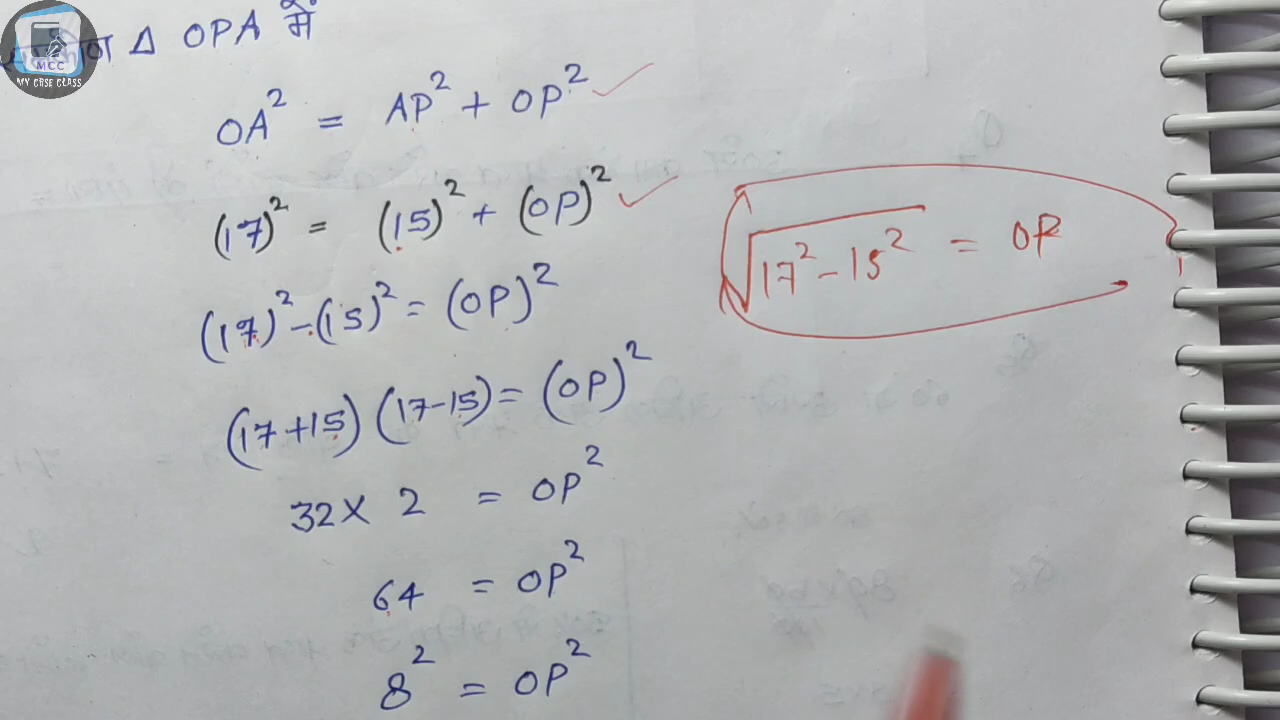 MCC
MY CBSE CLASS
Δ OPA में
OA² = AP² + OP²
(17)² = (15)² + (OP)²
(17)² - (15)² = (OP)²
(17+15) (17-15) = (OP)²
32 × 2 = OP²
64 = OP²
8² = OP²
√17² - 15² = OP